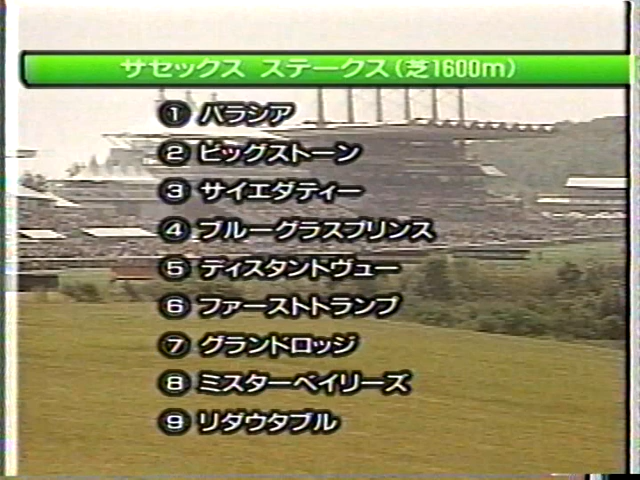 サセックス ステークス(芝1600m)
① バラシア
② ビッグストーン
③ サイエダティー
④ ブルーグラスプリンス
⑤ ディスタントヴュー
⑥ ファーストトランプ
⑦ グランドロッジ
⑧ ミスターベイリーズ
⑨ リダウタブル